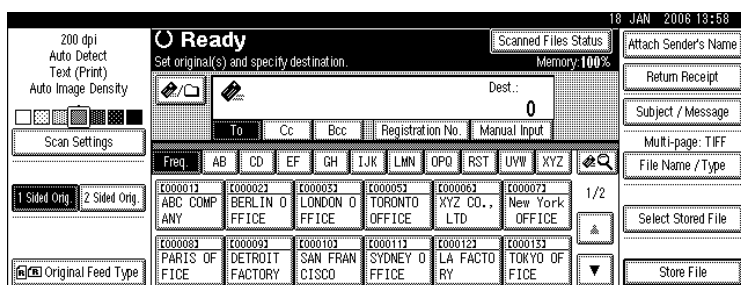 18 JAN 2006 13:58
200 dpi
Auto Detect
Text (Print)
Auto Image Density
Scan Settings
1 Sided Orig. 2 Sided Orig.
Original Feed Type
Ready
Scanned Files Status
Set original(s) and specify destination.
Memory:100%
Dest.:
0
To Cc Bcc Registration No. Manual Input
Freq. AB CD EF GH IJK LMN OPQ RST UVW XYZ
[00001] [00002] [00003] [00005] [00006] [00007]
ABC COMP BERLIN O LONDON O TORONTO XYZ CO., New York
ANY FFICE FFICE OFFICE LTD OFFICE
1/2
[00008] [00009] [00010] [00011] [00012] [00013]
PARIS OF DETROIT SAN FRAN SYDNEY O LA FACTO TOKYO OF
FICE FACTORY CISCO FFICE RY FICE
Attach Sender's Name
Return Receipt
Subject / Message
Multi-page: TIFF
File Name / Type
Select Stored File
Store File